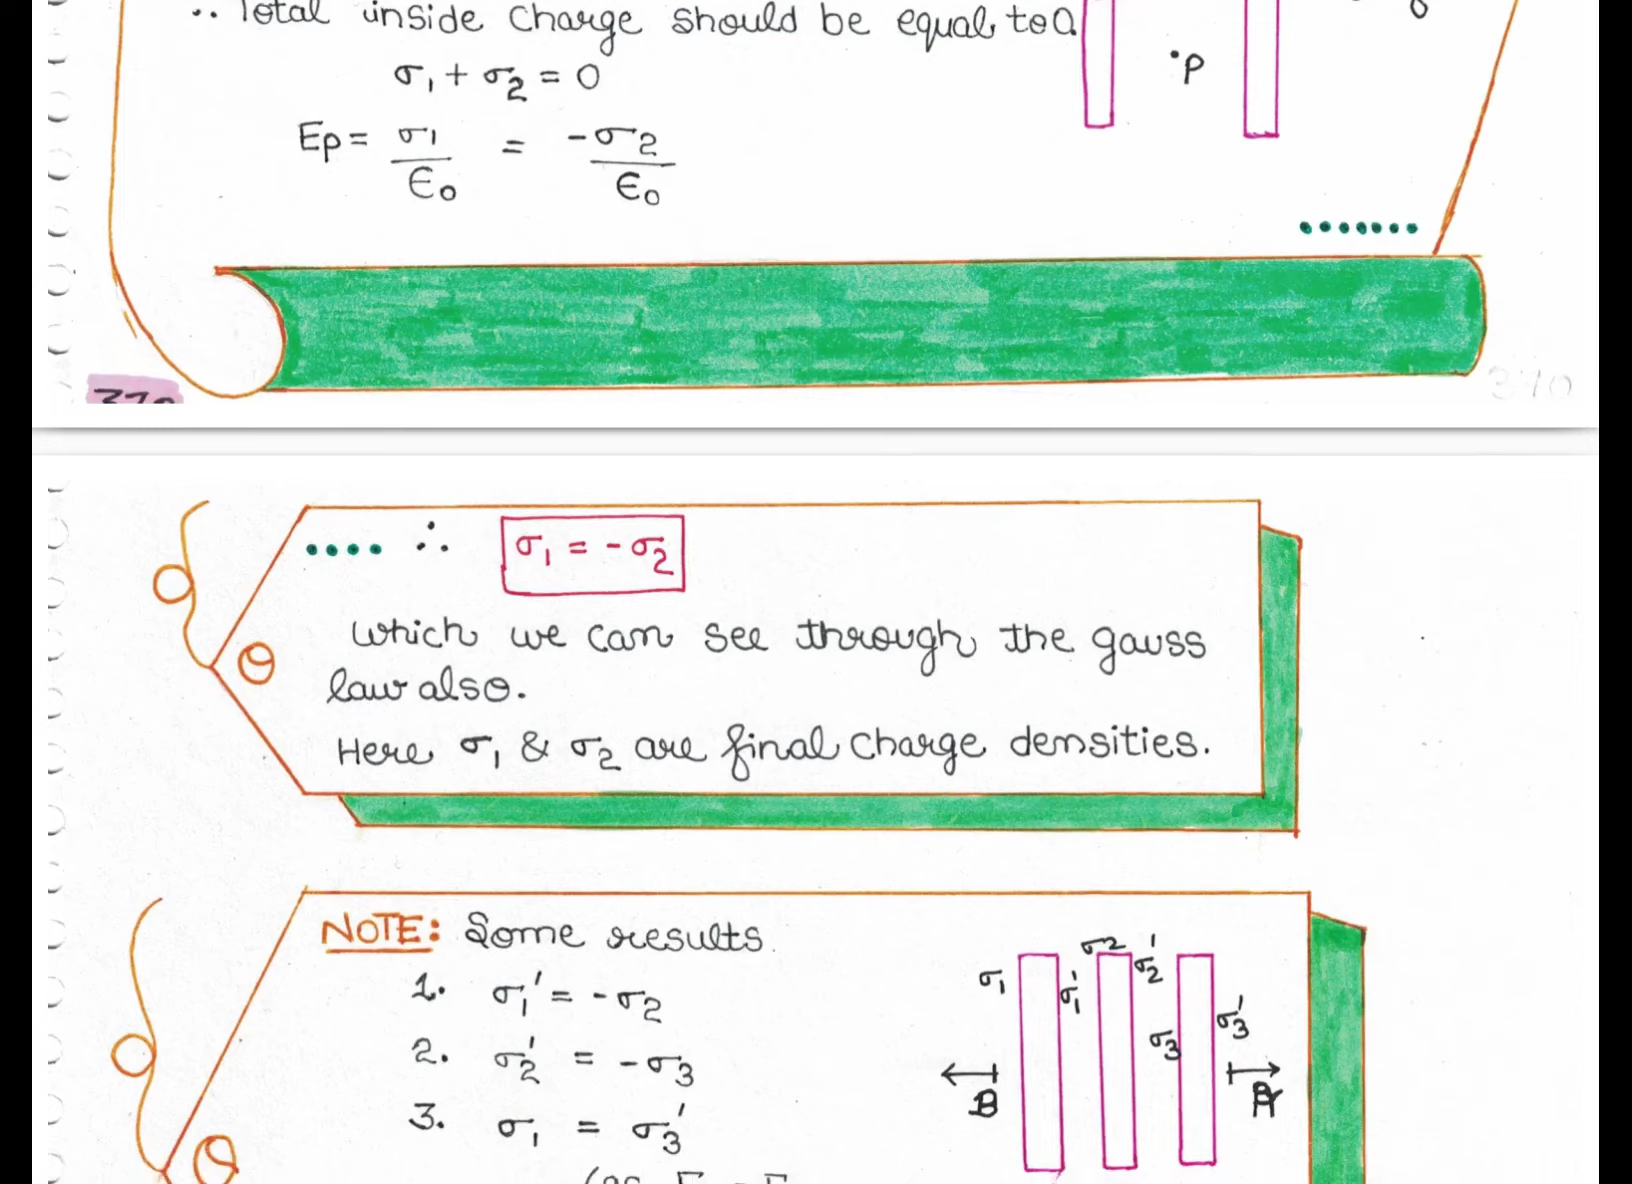 ∴ Total inside Charge should be equal to 0
σ₁ + σ₂ = 0
•P
Ep = σ₁/ϵ₀ = -σ₂/ϵ₀
370
∴ σ₁ = - σ₂
which we can see through the gauss
law also.
Here σ₁ & σ₂ are final charge densities.
NOTE: Some results
1. σ₁' = - σ₂
2. σ₂' = - σ₃
3. σ₁ = σ₃'
σ₁ σ₁' σ₂ σ₂' σ₃ σ₃'
B A